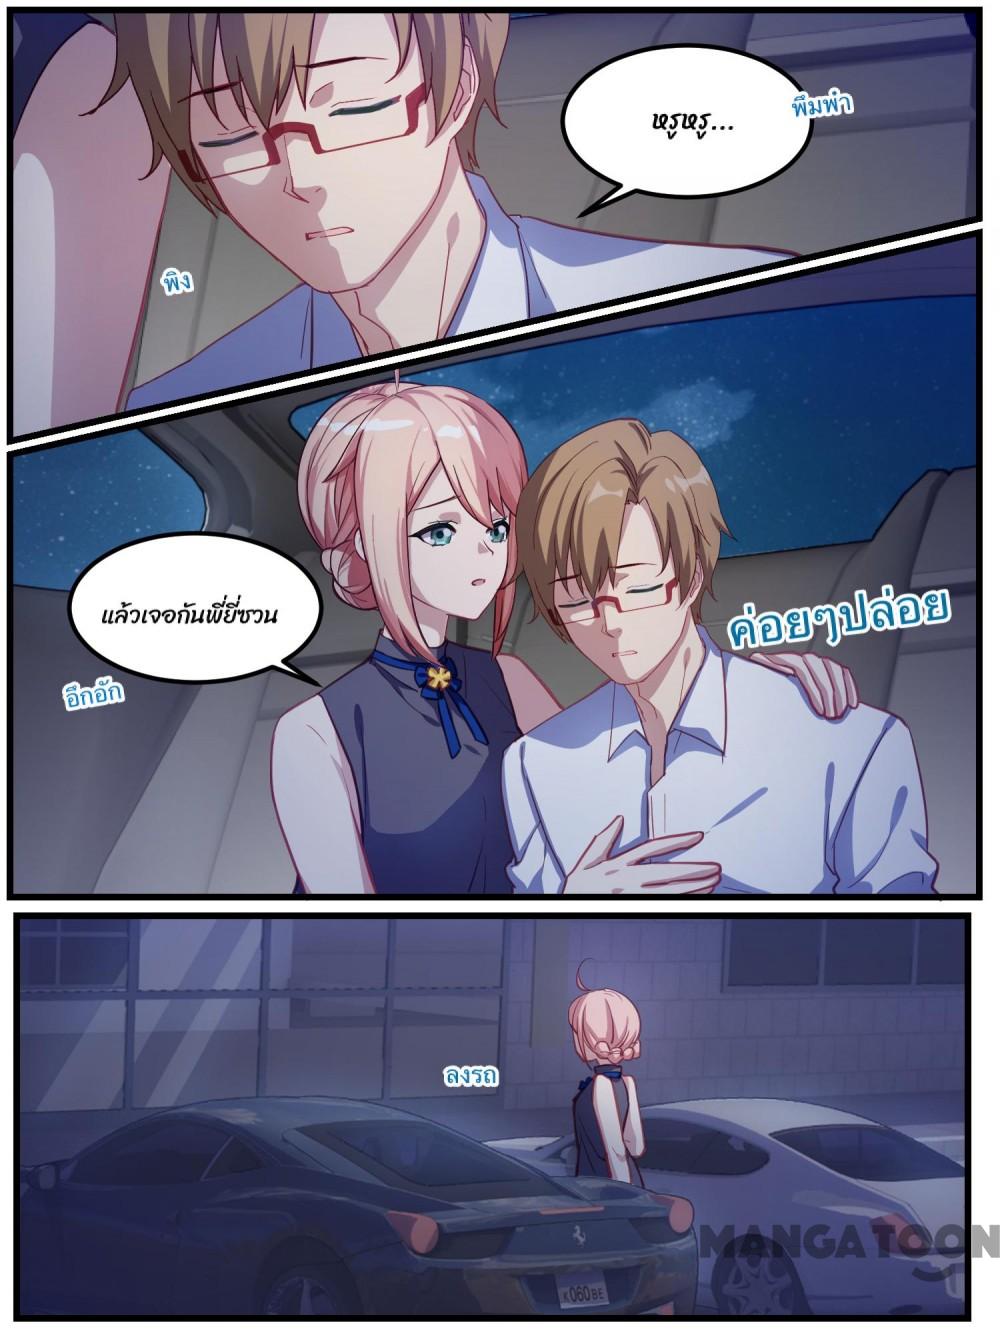 หรูหรู...
พึมพำ
พิง
แล้วเจอกันพี่ยี่ซวน
ค่อยๆปล่อย
อึกอัก
ลงรถ
K060BE
MANGATOON